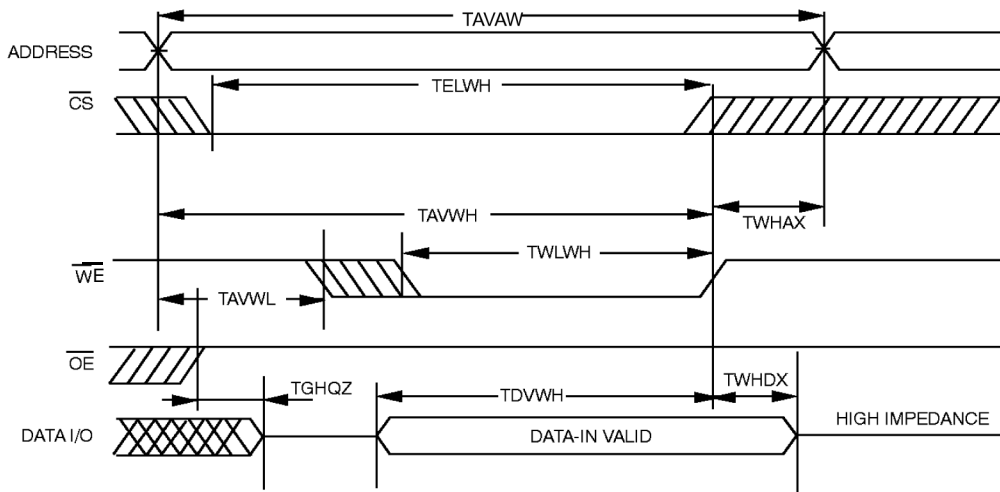 TAVAW
ADDRESS
TELWH
CS
TAVWH
TWHAX
TWLWH
WE
TAVWL
OE
TGHQZ
TDVWH
TWHDX
DATA I/O
DATA-IN VALID
HIGH IMPEDANCE